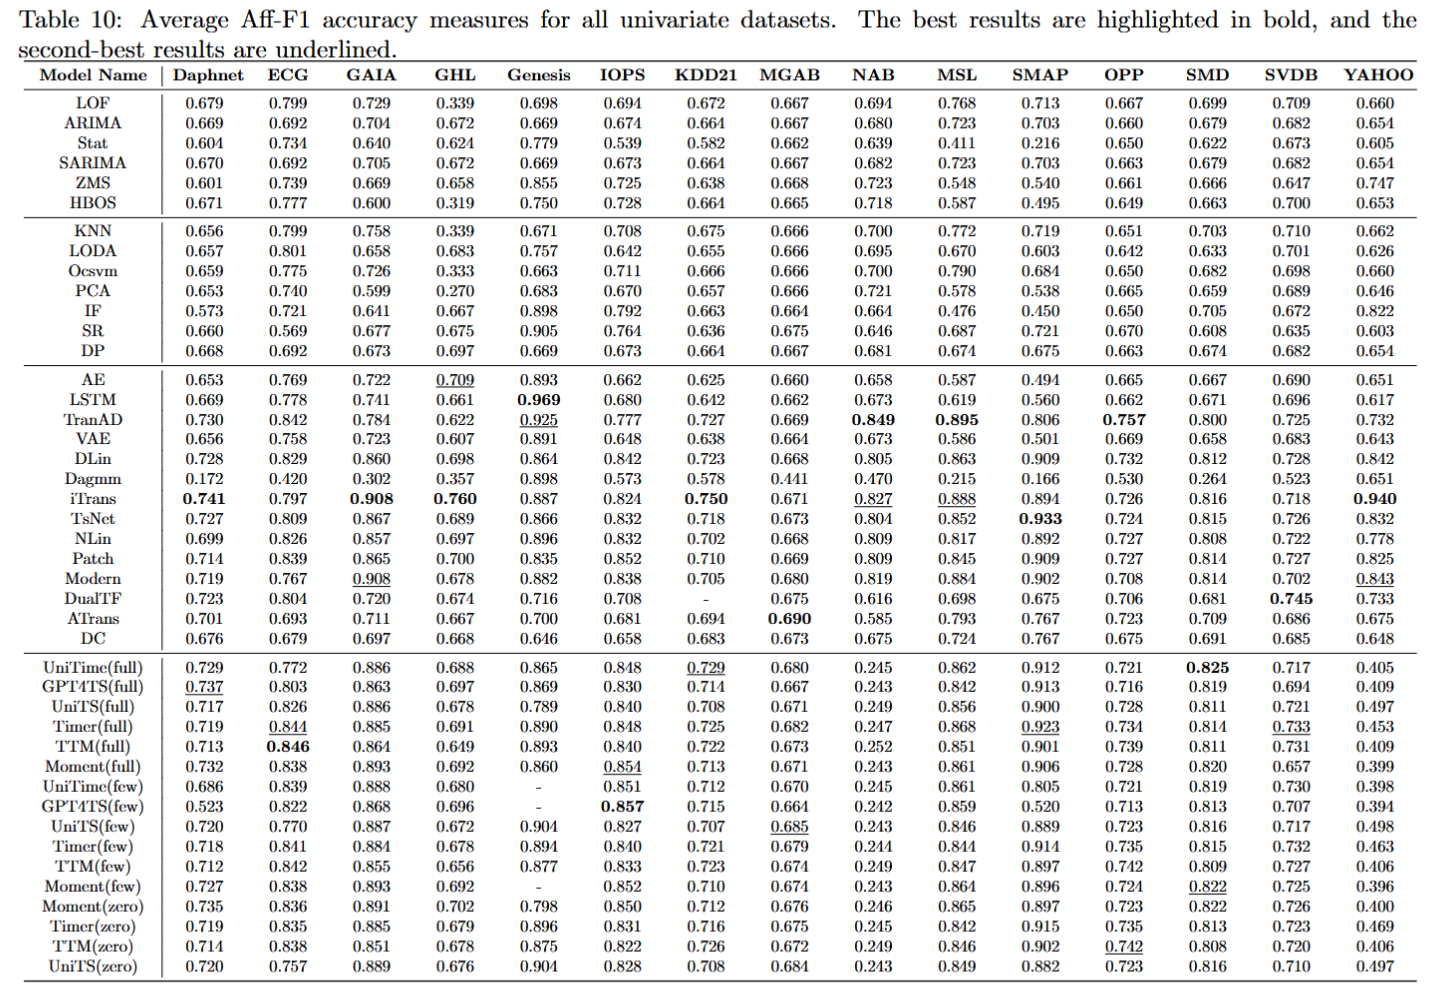 Table 10: Average Aff-F1 accuracy measures for all univariate datasets. The best results are highlighted in bold, and the
second-best results are underlined.
Model Name Daphnet ECG GAIA GHL Genesis IOPS KDD21 MGAB NAB MSL SMAP OPP SMD SVDB YAHOO
LOF 0.679 0.799 0.729 0.339 0.698 0.694 0.672 0.667 0.694 0.768 0.713 0.667 0.699 0.709 0.660
ARIMA 0.669 0.692 0.704 0.672 0.669 0.674 0.664 0.667 0.680 0.723 0.703 0.660 0.679 0.682 0.654
Stat 0.604 0.734 0.640 0.624 0.779 0.539 0.582 0.662 0.639 0.411 0.216 0.650 0.622 0.673 0.605
SARIMA 0.670 0.692 0.705 0.672 0.669 0.673 0.664 0.667 0.682 0.723 0.703 0.663 0.679 0.682 0.654
ZMS 0.601 0.739 0.669 0.658 0.855 0.725 0.638 0.668 0.723 0.548 0.540 0.661 0.666 0.647 0.747
HBOS 0.671 0.777 0.600 0.319 0.750 0.728 0.664 0.665 0.718 0.587 0.495 0.649 0.663 0.700 0.653
KNN 0.656 0.799 0.758 0.339 0.671 0.708 0.675 0.666 0.700 0.772 0.719 0.651 0.703 0.710 0.662
LODA 0.657 0.801 0.658 0.683 0.757 0.642 0.655 0.666 0.695 0.670 0.603 0.642 0.633 0.701 0.626
Ocsvm 0.659 0.775 0.726 0.333 0.663 0.711 0.666 0.666 0.700 0.790 0.684 0.650 0.682 0.698 0.660
PCA 0.653 0.740 0.599 0.270 0.683 0.670 0.657 0.666 0.721 0.578 0.538 0.665 0.659 0.689 0.646
IF 0.573 0.721 0.641 0.667 0.898 0.792 0.663 0.664 0.664 0.476 0.450 0.650 0.705 0.672 0.822
SR 0.660 0.569 0.677 0.675 0.905 0.764 0.636 0.675 0.646 0.687 0.721 0.670 0.608 0.635 0.603
DP 0.668 0.692 0.673 0.697 0.669 0.673 0.664 0.667 0.681 0.674 0.675 0.663 0.674 0.682 0.654
AE 0.653 0.769 0.722 0.709 0.893 0.662 0.625 0.660 0.658 0.587 0.494 0.665 0.667 0.690 0.651
LSTM 0.669 0.778 0.741 0.661 0.969 0.680 0.642 0.662 0.673 0.619 0.560 0.662 0.671 0.696 0.617
TranAD 0.730 0.842 0.784 0.622 0.925 0.777 0.727 0.669 0.849 0.895 0.806 0.757 0.800 0.725 0.732
VAE 0.656 0.758 0.723 0.607 0.891 0.648 0.638 0.664 0.673 0.586 0.501 0.669 0.658 0.683 0.643
DLin 0.728 0.829 0.860 0.698 0.864 0.842 0.723 0.668 0.805 0.863 0.909 0.732 0.812 0.728 0.842
Dagmm 0.172 0.420 0.302 0.357 0.898 0.573 0.578 0.441 0.470 0.215 0.166 0.530 0.264 0.523 0.651
iTrans 0.741 0.797 0.908 0.760 0.887 0.824 0.750 0.671 0.827 0.888 0.894 0.726 0.816 0.718 0.940
TsNet 0.727 0.809 0.867 0.689 0.866 0.832 0.718 0.673 0.804 0.852 0.933 0.724 0.815 0.726 0.832
NLin 0.699 0.826 0.857 0.697 0.896 0.832 0.702 0.668 0.809 0.817 0.892 0.727 0.808 0.722 0.778
Patch 0.714 0.839 0.865 0.700 0.835 0.852 0.710 0.669 0.809 0.845 0.909 0.727 0.814 0.727 0.825
Modern 0.719 0.767 0.908 0.678 0.882 0.838 0.705 0.680 0.819 0.884 0.902 0.708 0.814 0.702 0.843
DualTF 0.723 0.804 0.720 0.674 0.716 0.708 - 0.675 0.616 0.698 0.675 0.706 0.681 0.745 0.733
ATrans 0.701 0.693 0.711 0.667 0.700 0.681 0.694 0.690 0.585 0.793 0.767 0.723 0.709 0.686 0.675
DC 0.676 0.679 0.697 0.668 0.646 0.658 0.683 0.673 0.675 0.724 0.767 0.675 0.691 0.685 0.648
UniTime(full) 0.729 0.772 0.886 0.688 0.865 0.848 0.729 0.680 0.245 0.862 0.912 0.721 0.825 0.717 0.405
GPT4TS(full) 0.737 0.803 0.863 0.697 0.869 0.830 0.714 0.667 0.243 0.842 0.913 0.716 0.819 0.694 0.409
UniTS(full) 0.717 0.826 0.886 0.678 0.789 0.840 0.708 0.671 0.249 0.856 0.900 0.728 0.811 0.721 0.497
Timer(full) 0.719 0.844 0.885 0.691 0.890 0.848 0.725 0.682 0.247 0.868 0.923 0.734 0.814 0.733 0.453
TTM(full) 0.713 0.846 0.864 0.649 0.893 0.840 0.722 0.673 0.252 0.851 0.901 0.739 0.811 0.731 0.409
Moment(full) 0.732 0.838 0.893 0.692 0.860 0.854 0.713 0.671 0.243 0.861 0.906 0.728 0.820 0.657 0.399
UniTime(few) 0.686 0.839 0.888 0.680 - 0.851 0.712 0.670 0.245 0.861 0.805 0.721 0.819 0.730 0.398
GPT4TS(few) 0.523 0.822 0.868 0.696 - 0.857 0.715 0.664 0.242 0.859 0.520 0.713 0.813 0.707 0.394
UniTS(few) 0.720 0.770 0.887 0.672 0.904 0.827 0.707 0.685 0.243 0.846 0.889 0.723 0.816 0.717 0.498
Timer(few) 0.718 0.841 0.884 0.678 0.894 0.840 0.721 0.679 0.244 0.844 0.914 0.735 0.815 0.732 0.463
TTM(few) 0.712 0.842 0.855 0.656 0.877 0.833 0.723 0.674 0.249 0.847 0.897 0.742 0.809 0.727 0.406
Moment(few) 0.727 0.838 0.893 0.692 - 0.852 0.710 0.674 0.243 0.864 0.896 0.724 0.822 0.725 0.396
Moment(zero) 0.735 0.836 0.891 0.702 0.798 0.850 0.712 0.676 0.246 0.865 0.897 0.723 0.822 0.726 0.400
Timer(zero) 0.719 0.835 0.885 0.679 0.896 0.831 0.716 0.675 0.245 0.842 0.915 0.735 0.813 0.723 0.469
TTM(zero) 0.714 0.838 0.851 0.678 0.875 0.822 0.726 0.672 0.249 0.846 0.902 0.742 0.808 0.720 0.406
UniTS(zero) 0.720 0.757 0.889 0.676 0.904 0.828 0.708 0.684 0.243 0.849 0.882 0.723 0.816 0.710 0.497